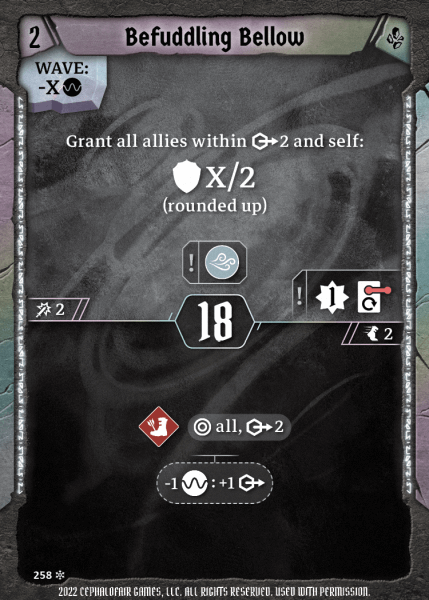 2
Befuddling Bellow
WAVE:
-X
Grant all allies within 2 and self:
X/2
(rounded up)
!
! 1
2
18
2
all, 2
-1 : +1
258
2022 CEPHALOFAIR GAMES, LLC. ALL RIGHTS RESERVED. USED WITH PERMISSION.